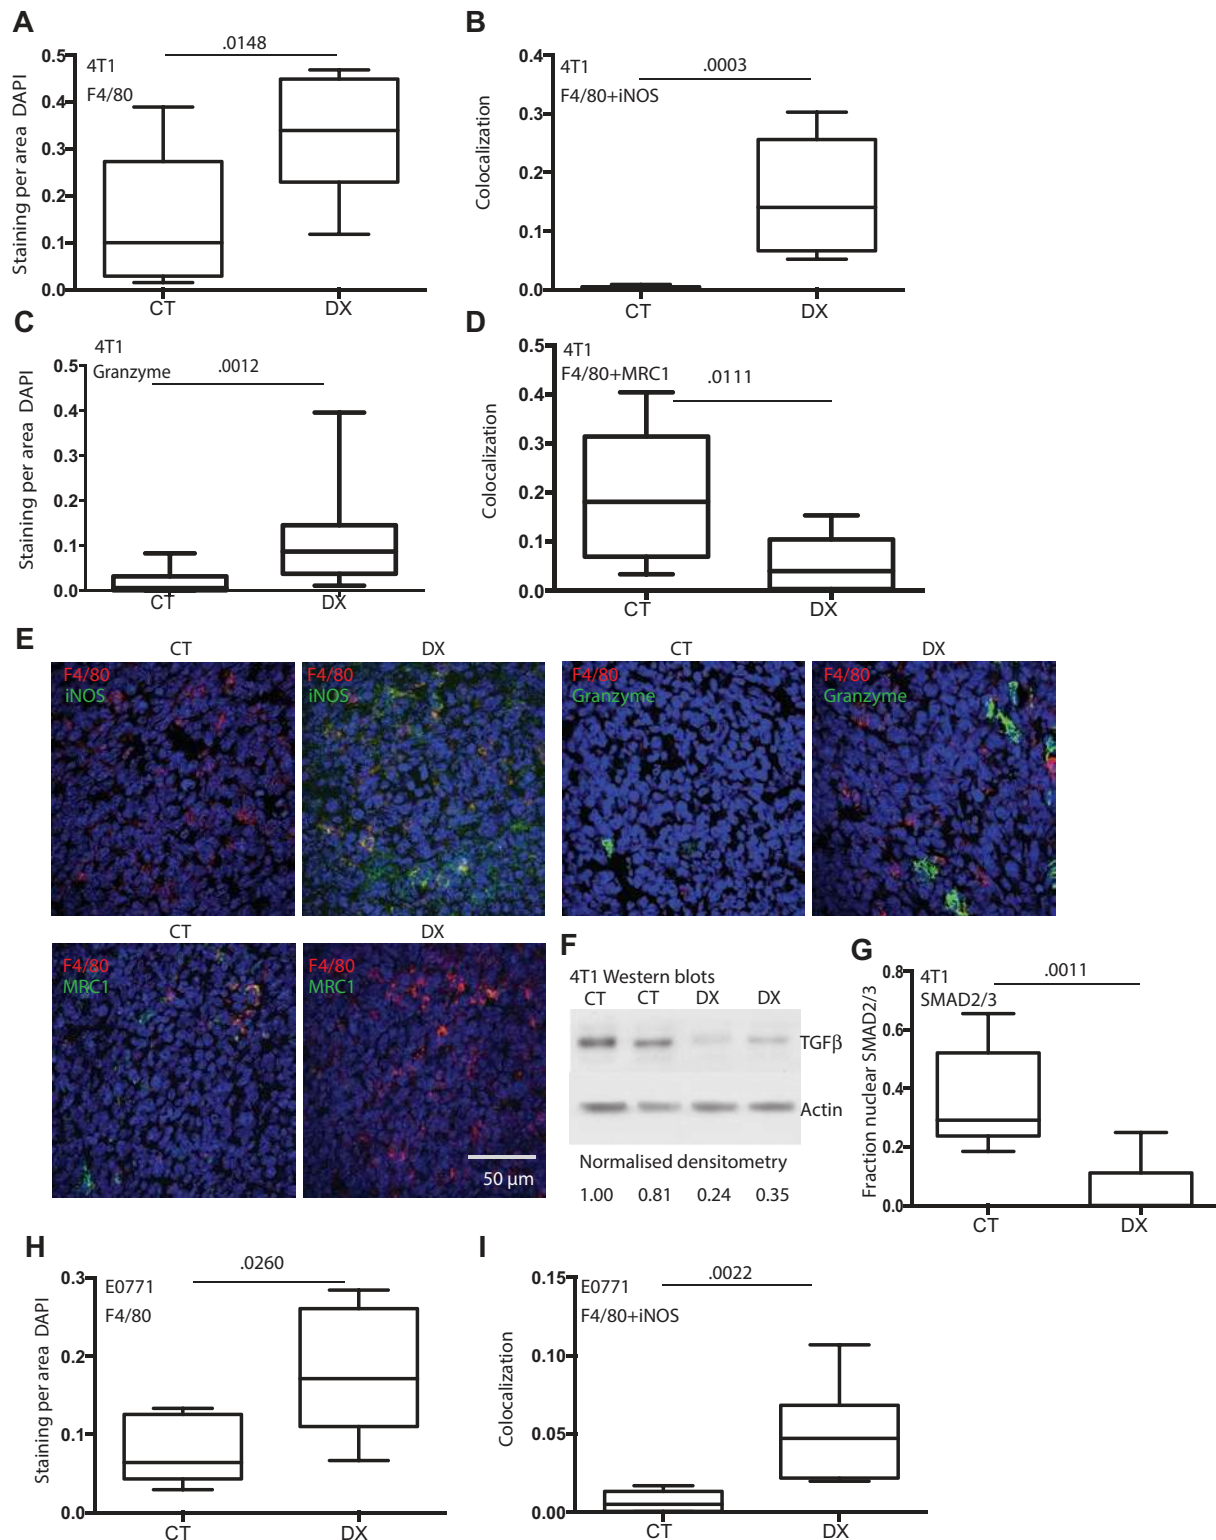 A
.0148
4T1
F4/80
Staining per area DAPI
0.5
0.4
0.3
0.2
0.1
0.0
CT
DX
B
.0003
4T1
F4/80+iNOS
Colocalization
0.4
0.3
0.2
0.1
0.0
CT
DX
C
4T1
Granzyme
.0012
Staining per area DAPI
0.5
0.4
0.3
0.2
0.1
0.0
CT
DX
D
4T1
F4/80+MRC1
.0111
Colocalization
0.5
0.4
0.3
0.2
0.1
0.0
CT
DX
E
CT
DX
CT
DX
F4/80
iNOS
F4/80
iNOS
F4/80
Granzyme
F4/80
Granzyme
CT
DX
F4/80
MRC1
F4/80
MRC1
50 µm
F
4T1 Western blots
CT CT DX DX
TGFβ
Actin
Normalised densitometry
1.00 0.81 0.24 0.35
G
.0011
4T1
SMAD2/3
Fraction nuclear SMAD2/3
0.8
0.6
0.4
0.2
0.0
CT
DX
H
.0260
E0771
F4/80
Staining per area DAPI
0.3
0.2
0.1
0.0
CT
DX
I
.0022
E0771
F4/80+iNOS
Colocalization
0.15
0.10
0.05
0.00
CT
DX